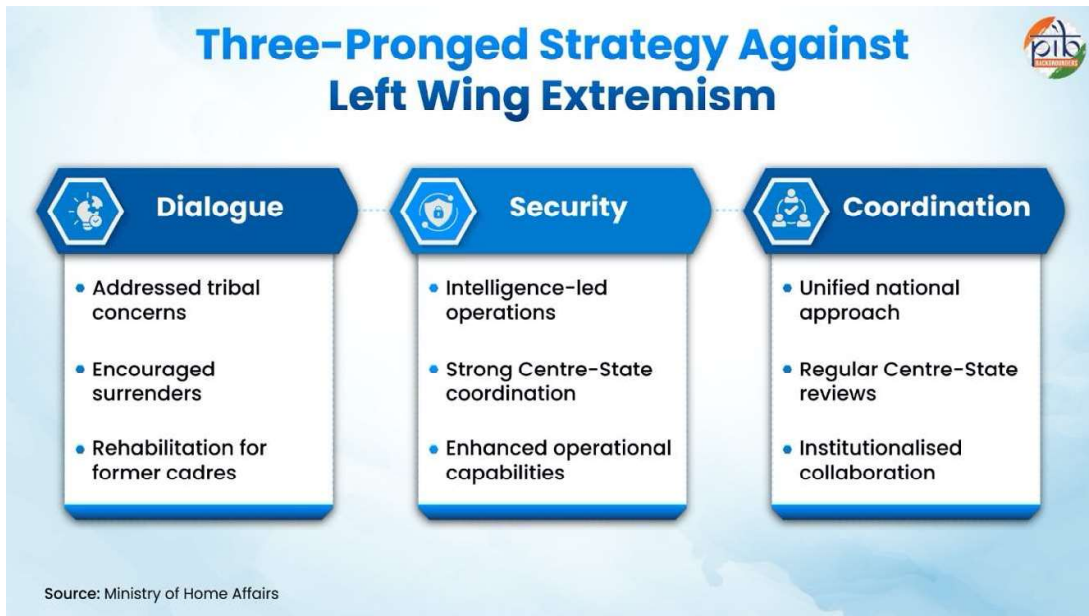 Three-Pronged Strategy Against
Left Wing Extremism
pib
BACKGROUNDERS
Dialogue
Addressed tribal
concerns
Encouraged
surrenders
Rehabilitation for
former cadres
Security
Intelligence-led
operations
Strong Centre-State
coordination
Enhanced operational
capabilities
Coordination
Unified national
approach
Regular Centre-State
reviews
Institutionalised
collaboration
Source: Ministry of Home Affairs